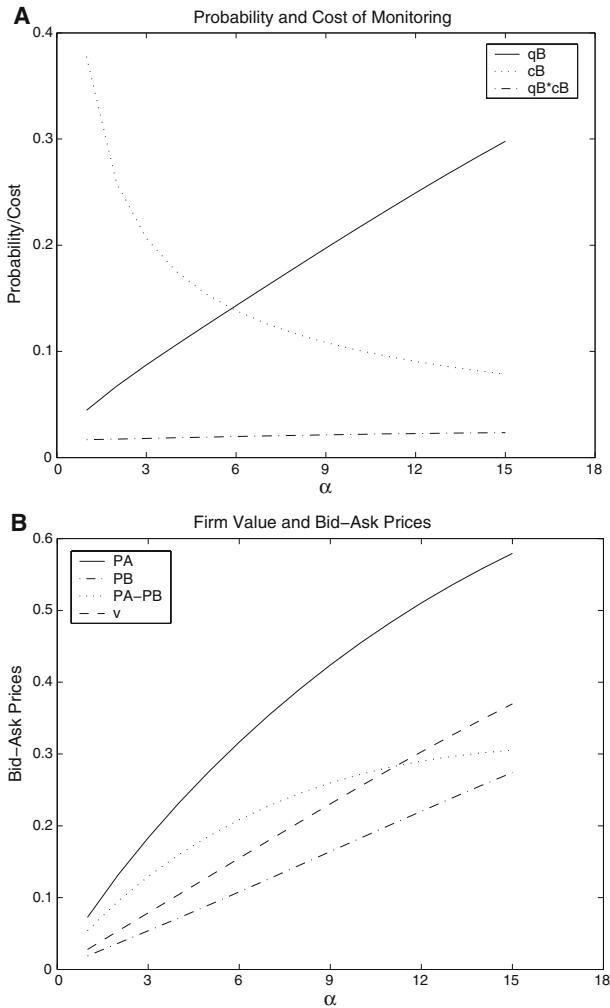 A
Probability and Cost of Monitoring
0.4
0.3
0.2
0.1
0
Probability/Cost
qB
cB
qB*cB
0 3 6 9 12 15 18
α
B
Firm Value and Bid−Ask Prices
0.6
0.5
0.4
0.3
0.2
0.1
0
Bid−Ask Prices
PA
PB
PA−PB
v
0 3 6 9 12 15 18
α